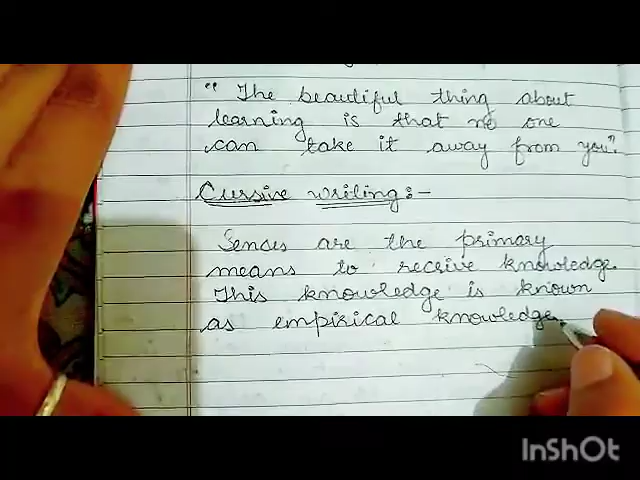 " The beautiful thing about
learning is that no one
can take it away from you".
Cursive writing:-
Senses are the primary
means to receive knowledge.
This knowledge is known
as empirical knowledge.
InShOt